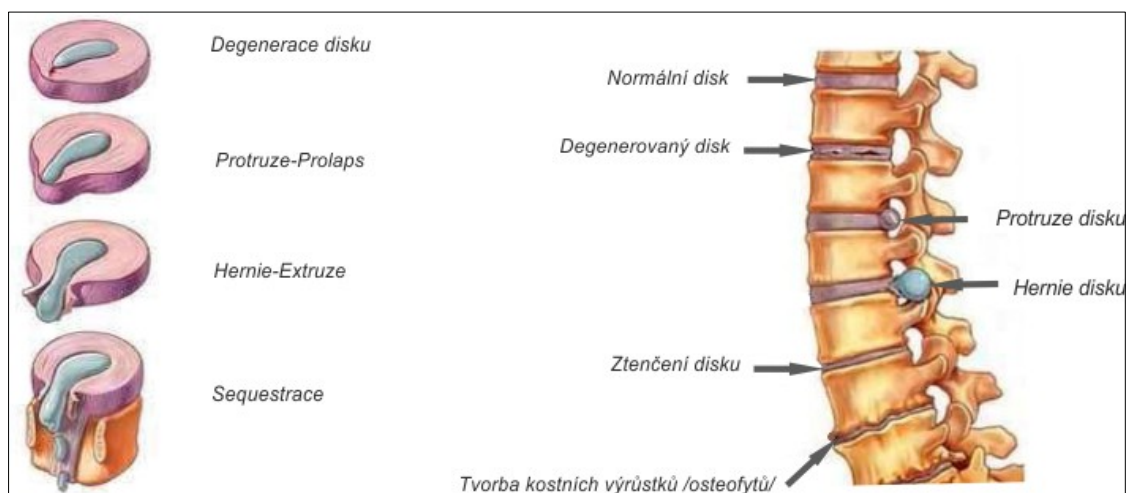 Degenerace disku
Protruze-Prolaps
Hernie-Extruze
Sequestrace
Normální disk
Degenerovaný disk
Protruze disku
Hernie disku
Ztenčení disku
Tvorba kostních výrůstků /osteofytů/